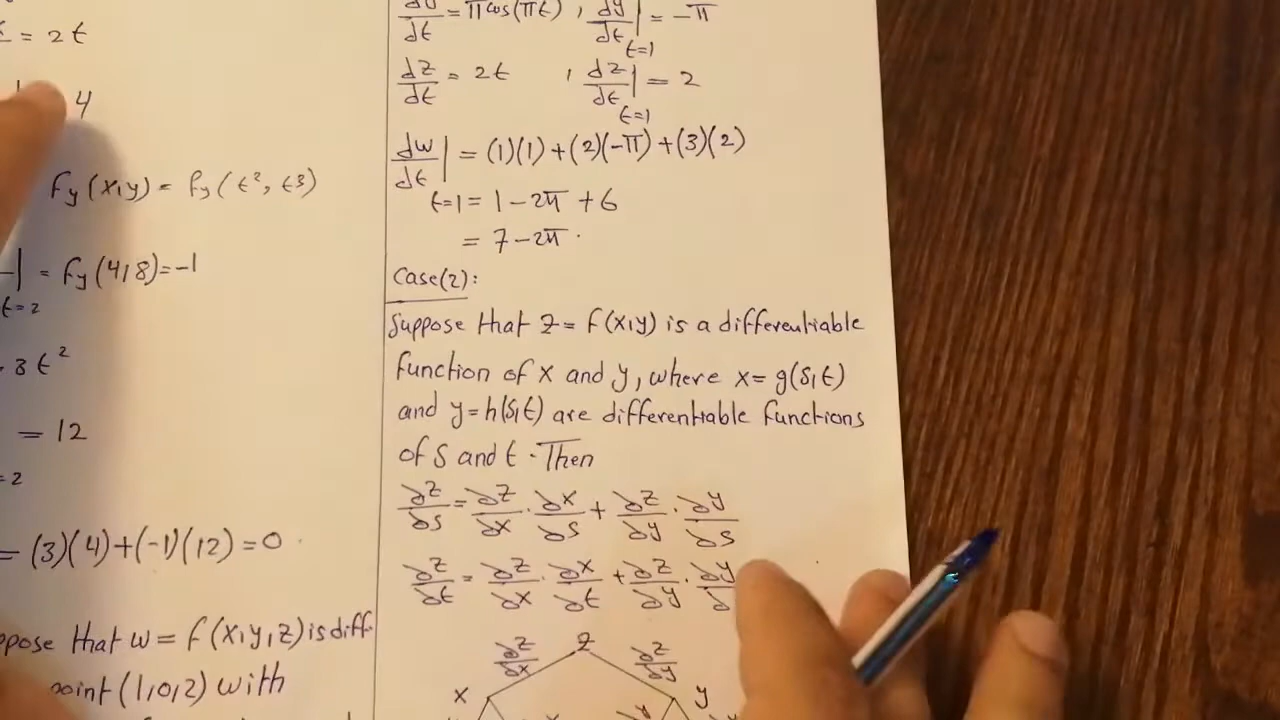 = 2t
4
fy(x,y) = fy(t², t³)
= fy(4,8) = -1
t=2
3t²
= 12
=2
= (3)(4)+(-1)(12) = 0
ppose that w = f(x,y,z) is diff.
point (1,0,2) with
dy/dt = π cos(πt) , dy/dt | t=1 = -π
dz/dt = 2t , dz/dt | t=1 = 2
dw/dt | = (1)(1) + (2)(-π) + (3)(2)
t=1 = 1 - 2π + 6
= 7 - 2π .
Case(2):
Suppose that z = f(x,y) is a differentiable
function of x and y, where x = g(s,t)
and y = h(s,t) are differentiable functions
of s and t. Then
∂z/∂s = ∂z/∂x · ∂x/∂s + ∂z/∂y · ∂y/∂s
∂z/∂t = ∂z/∂x · ∂x/∂t + ∂z/∂y · ∂y/∂
∂z/∂x z ∂z/∂y
x y